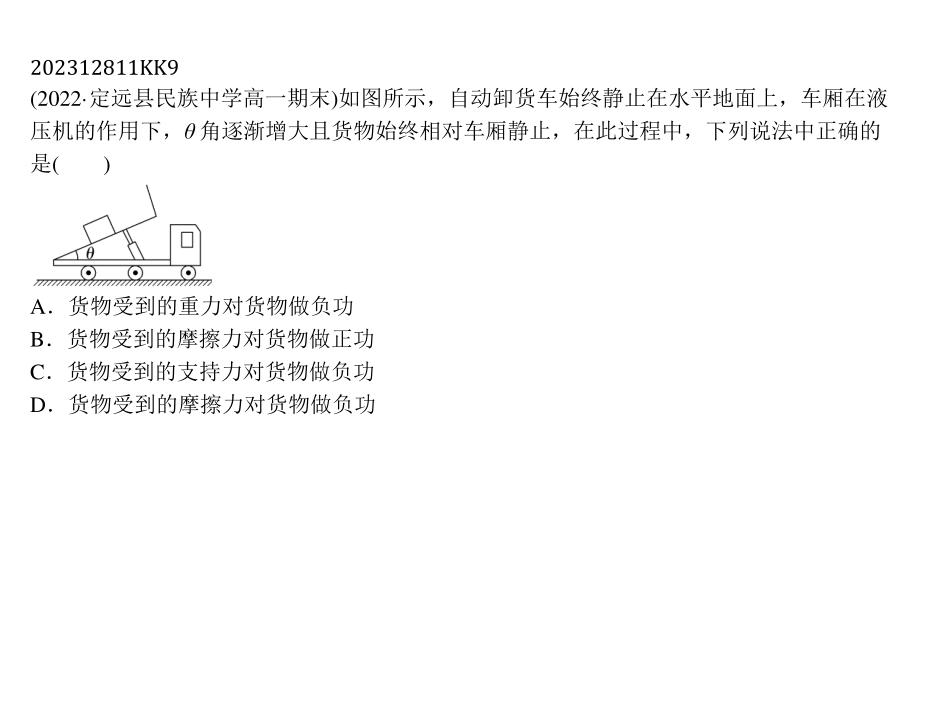 202312811KK9
(2022·定远县民族中学高一期末)如图所示，自动卸货车始终静止在水平地面上，车厢在液
压机的作用下，θ 角逐渐增大且货物始终相对车厢静止，在此过程中，下列说法中正确的
是(　　)
θ
A．货物受到的重力对货物做负功
B．货物受到的摩擦力对货物做正功
C．货物受到的支持力对货物做负功
D．货物受到的摩擦力对货物做负功